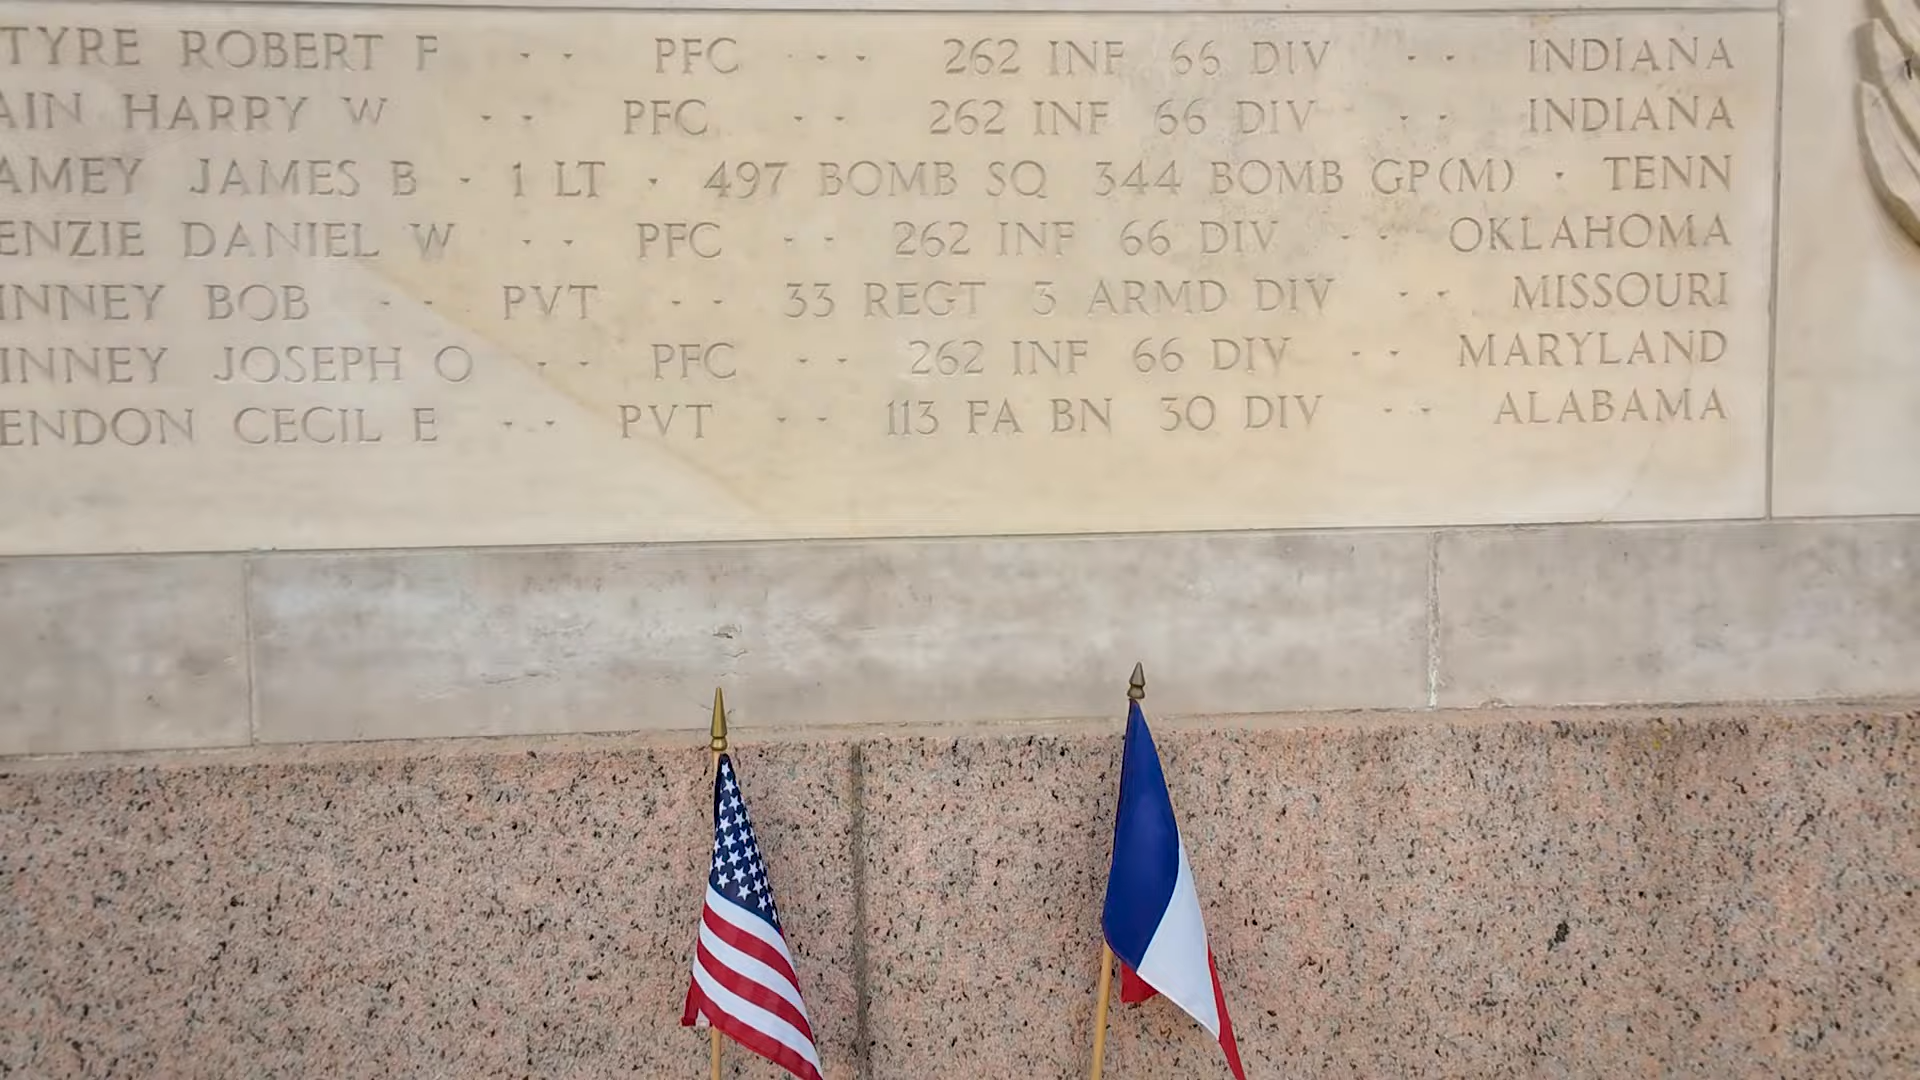 TYRE ROBERT F - - PFC - - - 262 INF 66 DIV - - INDIANA
AIN HARRY W - - PFC - - 262 INF 66 DIV - - INDIANA
AMEY JAMES B - 1 LT · 497 BOMB SQ 344 BOMB GP(M) · TENN
ENZIE DANIEL W - - PFC - - 262 INF 66 DIV - - OKLAHOMA
INNEY BOB - - PVT - - 33 REGT 3 ARMD DIV - - MISSOURI
INNEY JOSEPH O - - PFC - - 262 INF 66 DIV - - MARYLAND
ENDON CECIL E - - PVT - - 113 FA BN 30 DIV - - ALABAMA